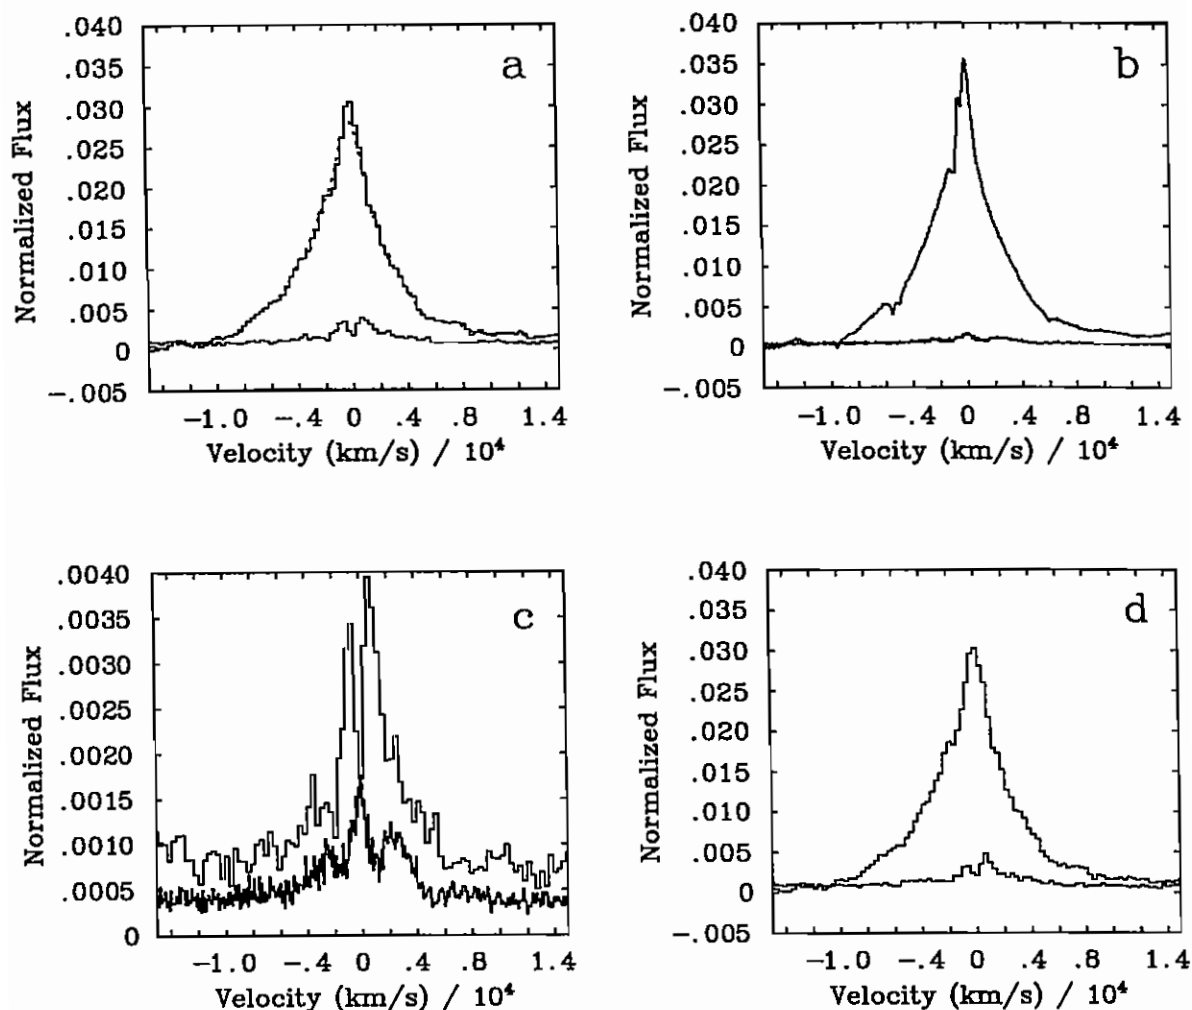 .040
.035
.030
.025
.020
.015
.010
.005
0
−.005
Normalized Flux
a
−1.0 −.4 0 .4 .8 1.4
Velocity (km/s) / 10⁴
.040
.035
.030
.025
.020
.015
.010
.005
0
−.005
Normalized Flux
b
−1.0 −.4 0 .4 .8 1.4
Velocity (km/s) / 10⁴
.0040
.0035
.0030
.0025
.0020
.0015
.0010
.0005
0
Normalized Flux
c
−1.0 −.4 0 .4 .8 1.4
Velocity (km/s) / 10⁴
.040
.035
.030
.025
.020
.015
.010
.005
0
−.005
Normalized Flux
d
−1.0 −.4 0 .4 .8 1.4
Velocity (km/s) / 10⁴